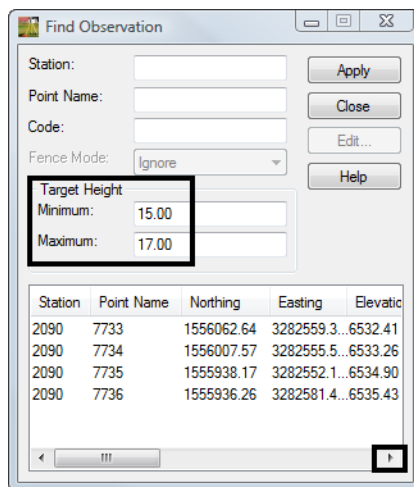 Find Observation
Station:
Apply
Point Name:
Close
Code:
Edit...
Fence Mode: Ignore
Help
Target Height
Minimum: 15.00
Maximum: 17.00
Station Point Name Northing Easting Elevatic
2090 7733 1556062.64 3282559.3...6532.41
2090 7734 1556007.57 3282555.5...6533.26
2090 7735 1555938.17 3282552.1...6534.90
2090 7736 1555936.26 3282581.4...6535.43